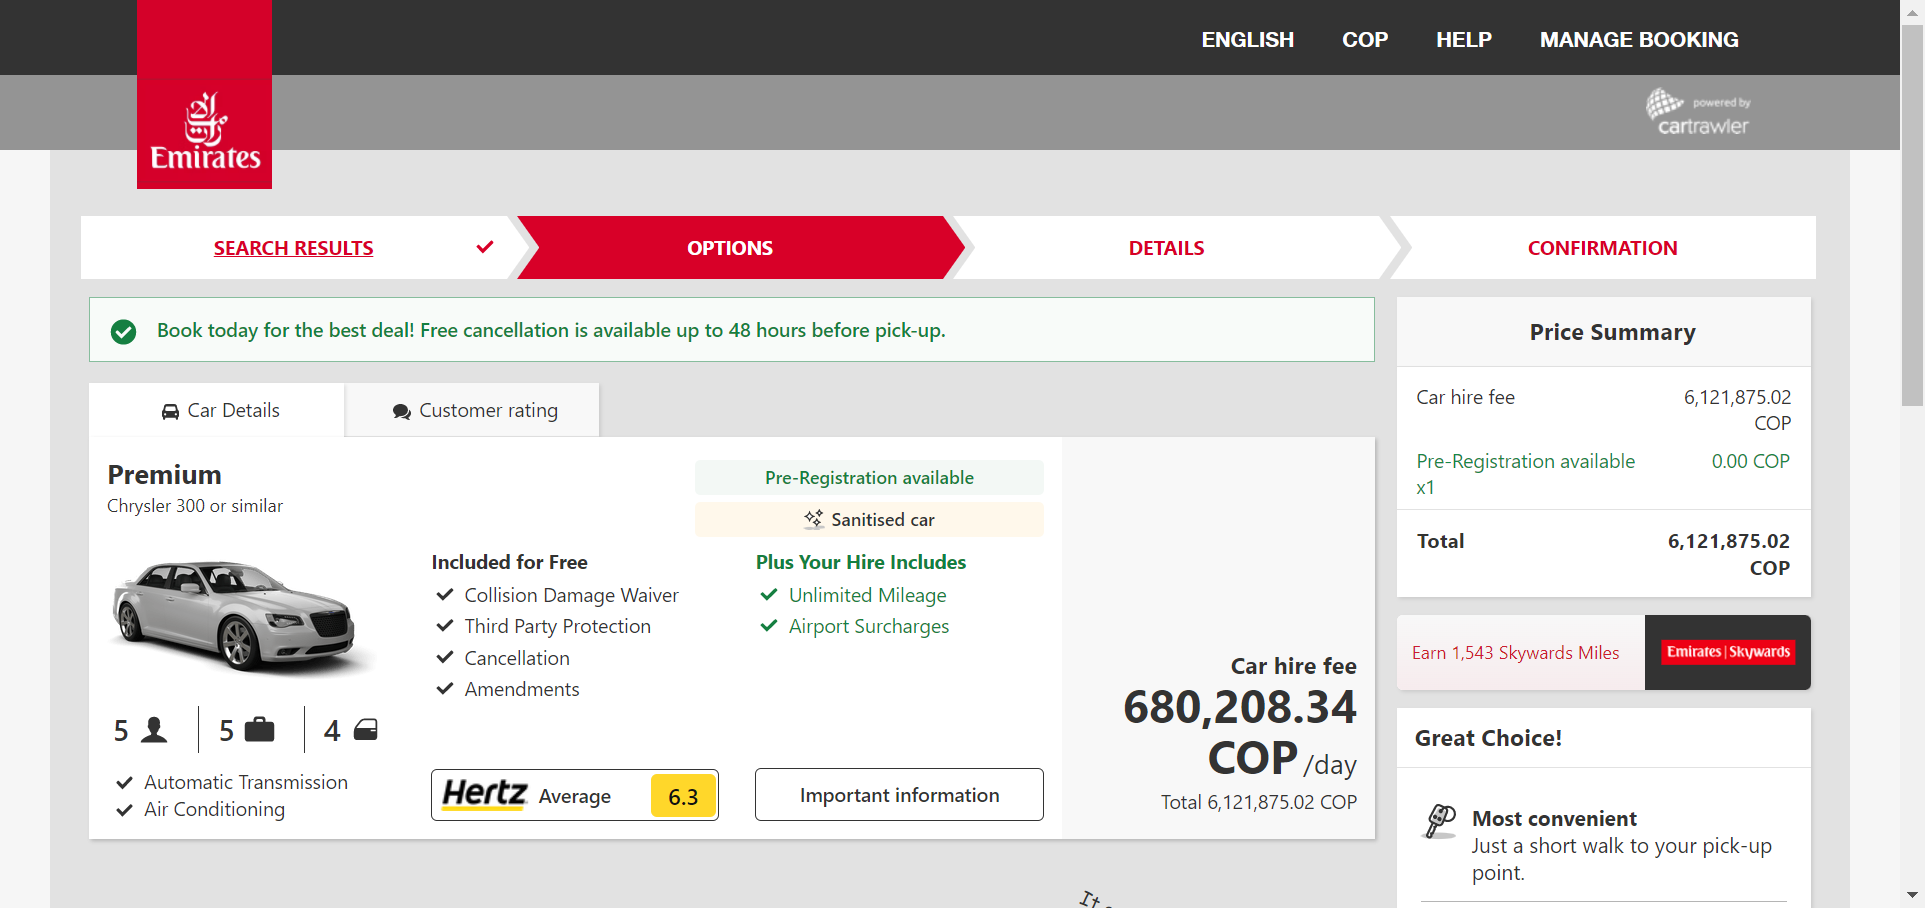 ENGLISH COP HELP MANAGE BOOKING
powered by
cartrawler
Emirates
SEARCH RESULTS
OPTIONS
DETAILS
CONFIRMATION
Book today for the best deal! Free cancellation is available up to 48 hours before pick-up.
Car Details
Customer rating
Premium
Chrysler 300 or similar
Pre-Registration available
Sanitised car
Included for Free
Collision Damage Waiver
Third Party Protection
Cancellation
Amendments
Plus Your Hire Includes
Unlimited Mileage
Airport Surcharges
5 5 4
Automatic Transmission
Air Conditioning
Hertz Average 6.3
Important information
Car hire fee
680,208.34
COP /day
Total 6,121,875.02 COP
Price Summary
Car hire fee 6,121,875.02
COP
Pre-Registration available 0.00 COP
x1
Total 6,121,875.02
COP
Earn 1,543 Skywards Miles
Emirates | Skywards
Great Choice!
Most convenient
Just a short walk to your pick-up
point.
It